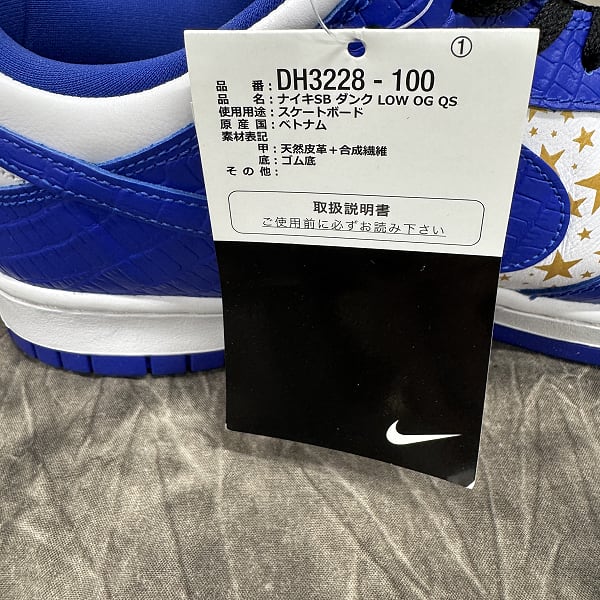 ①
品番：DH3228 - 100
品名：ナイキSB ダンク LOW OG QS
使用用途：スケートボード
原産国：ベトナム
素材表記
甲：天然皮革＋合成繊維
底：ゴム底
その他：
取扱説明書
ご使用前に必ずお読み下さい